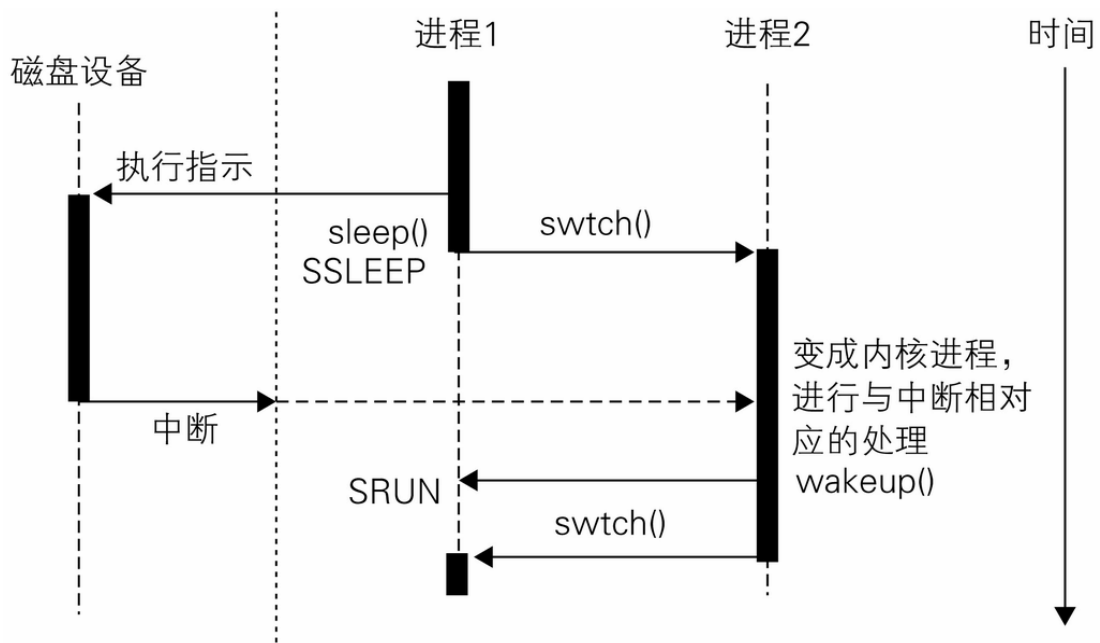 进程1
进程2
时间
磁盘设备
执行指示
sleep()
SSLEEP
swtch()
变成内核进程，
进行与中断相对
应的处理
wakeup()
中断
SRUN
swtch()